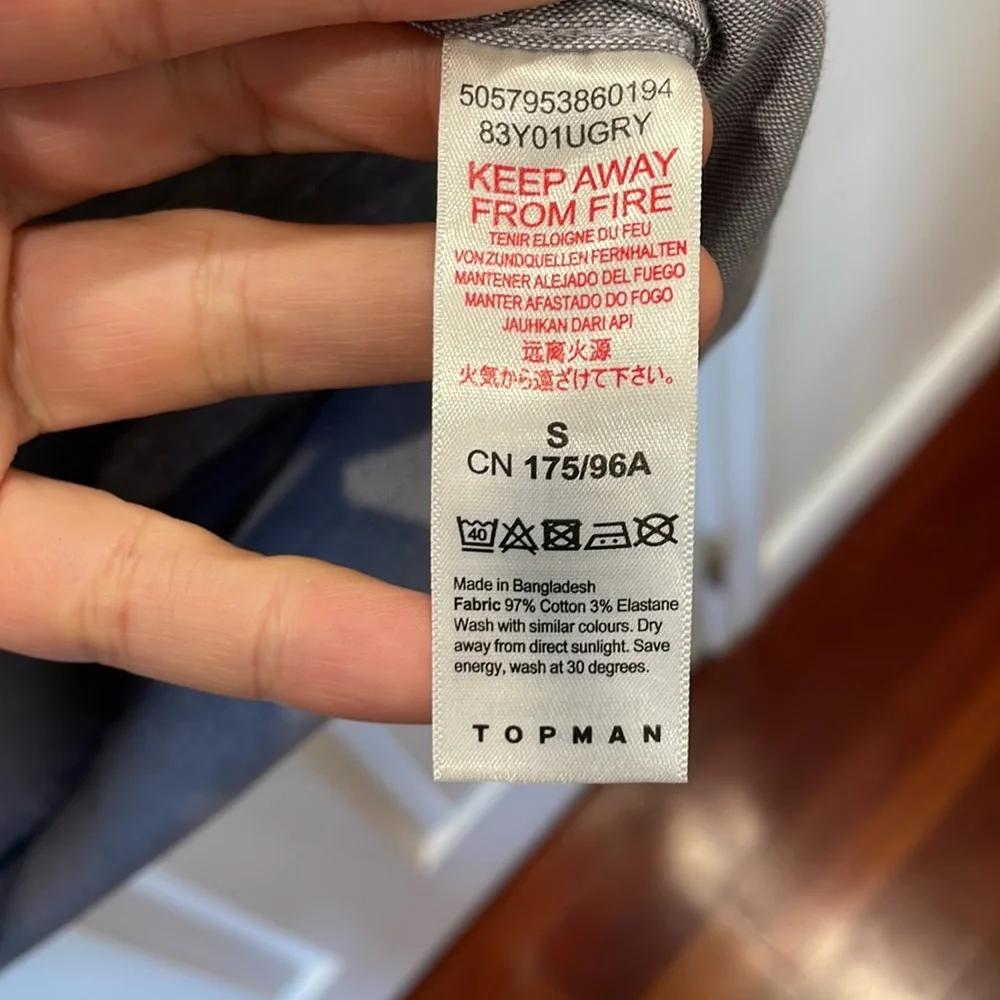 5057953860194
83Y01UGRY
KEEP AWAY
FROM FIRE
TENIR ELOIGNE DU FEU
VON ZUNDQUELLEN FERNHALTEN
MANTENER ALEJADO DEL FUEGO
MANTER AFASTADO DO FOGO
JAUHKAN DARI API
远离火源
火気から遠ざけて下さい。
S
CN 175/96A
40
Made in Bangladesh
Fabric 97% Cotton 3% Elastane
Wash with similar colours. Dry
away from direct sunlight. Save
energy, wash at 30 degrees.
TOPMAN